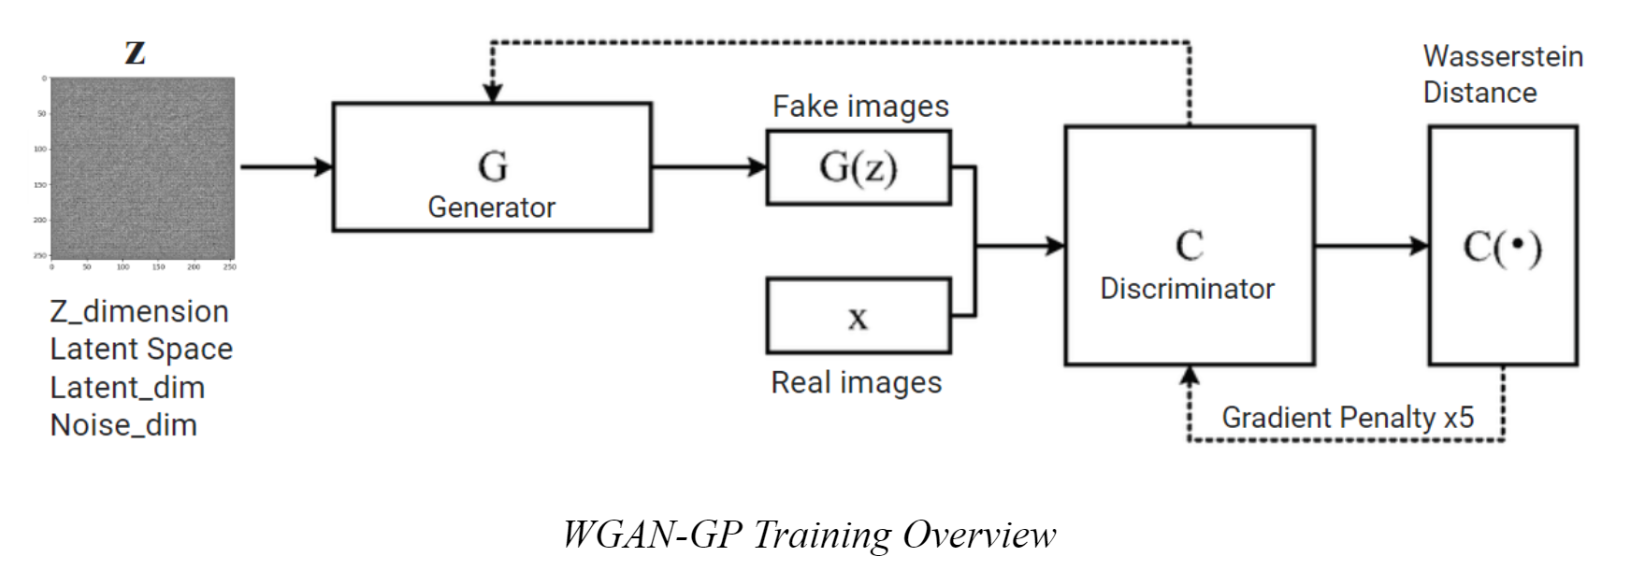 z
0
50
100
150
200
250
0 50 100 150 200 250
Z_dimension
Latent Space
Latent_dim
Noise_dim
G
Generator
Fake images
G(z)
x
Real images
C
Discriminator
Wasserstein
Distance
C(•)
Gradient Penalty x5
WGAN-GP Training Overview